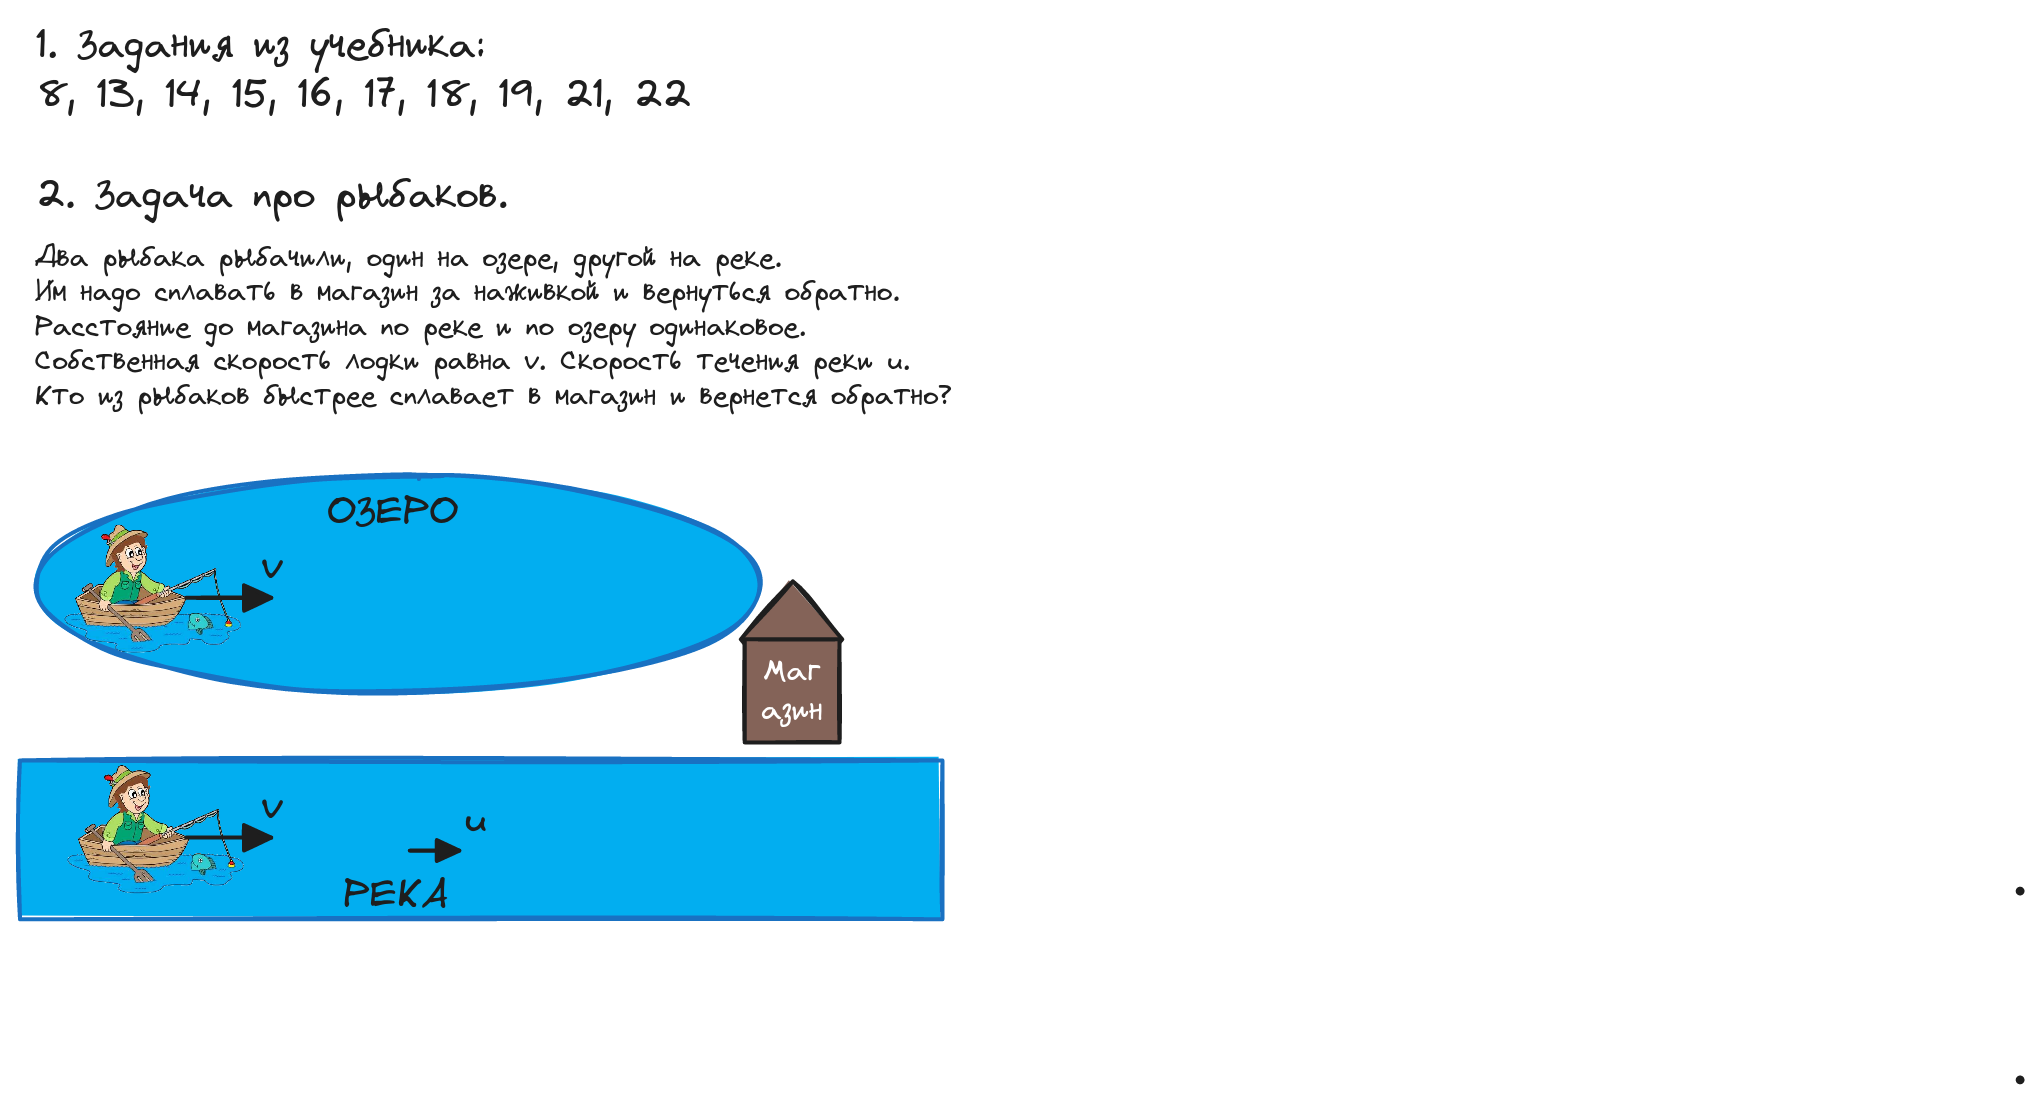 1. Задания из учебника:
8, 13, 14, 15, 16, 17, 18, 19, 21, 22
2. Задача про рыбаков.
Два рыбака рыбачили, один на озере, другой на реке.
Им надо сплавать в магазин за наживкой и вернуться обратно.
Расстояние до магазина по реке и по озеру одинаковое.
Собственная скорость лодки равна v. Скорость течения реки u.
Кто из рыбаков быстрее сплавает в магазин и вернется обратно?
ОЗЕРО
v
Маг
азин
v
u
РЕКА